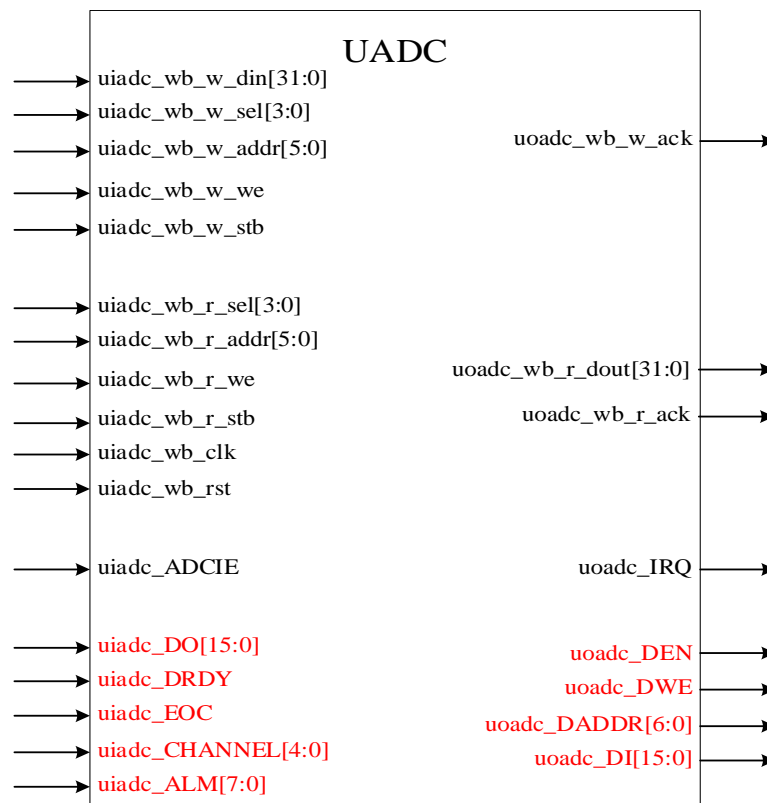 UADC
uiadc_wb_w_din[31:0]
uiadc_wb_w_sel[3:0]
uoadc_wb_w_ack
uiadc_wb_w_addr[5:0]
uiadc_wb_w_we
uiadc_wb_w_stb
uiadc_wb_r_sel[3:0]
uiadc_wb_r_addr[5:0]
uoadc_wb_r_dout[31:0]
uiadc_wb_r_we
uoadc_wb_r_ack
uiadc_wb_r_stb
uiadc_wb_clk
uiadc_wb_rst
uiadc_ADCIE
uoadc_IRQ
uiadc_DO[15:0]
uoadc_DEN
uiadc_DRDY
uoadc_DWE
uiadc_EOC
uoadc_DADDR[6:0]
uiadc_CHANNEL[4:0]
uoadc_DI[15:0]
uiadc_ALM[7:0]